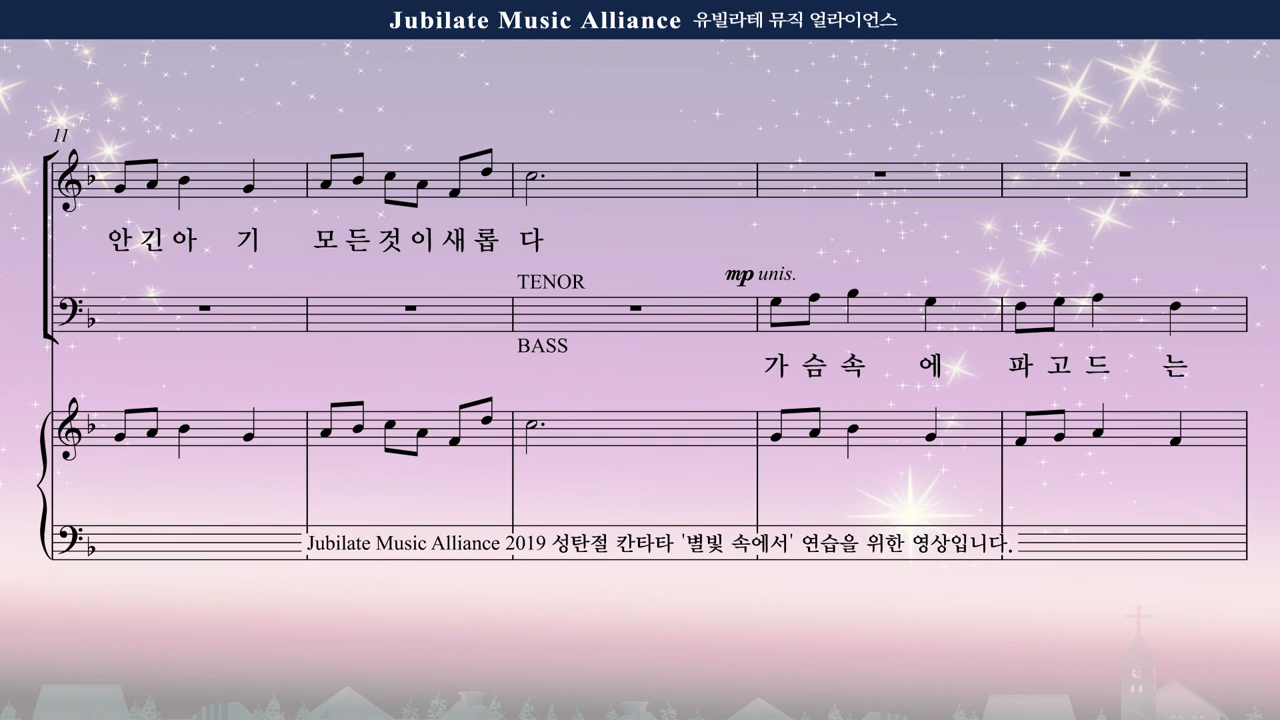 Jubilate Music Alliance 유빌라테 뮤직 얼라이언스
11
안 긴 아 기 모 든 것 이 새 롭 다
TENOR
mp unis.
BASS
가 슴 속 에 파 고 드 는
Jubilate Music Alliance 2019 성탄절 칸타타 '별빛 속에서' 연습을 위한 영상입니다.